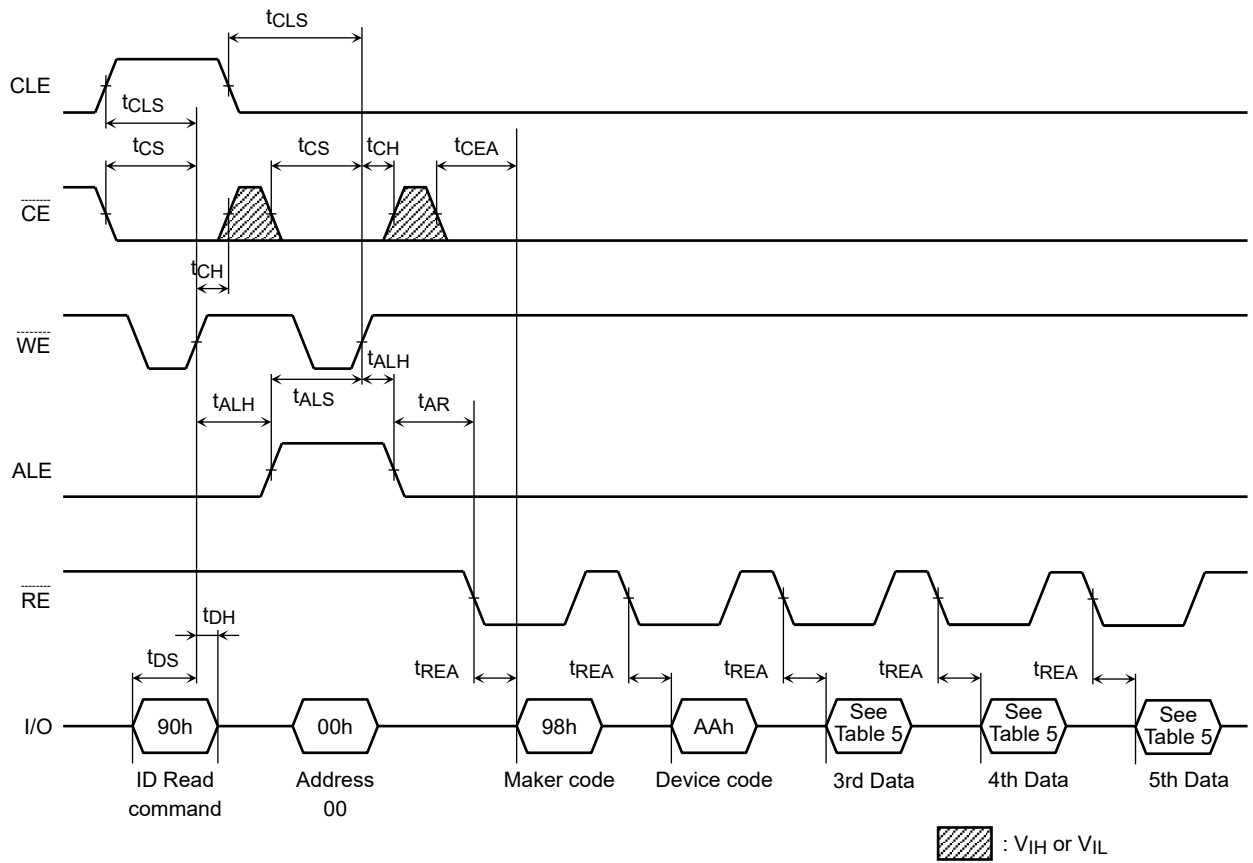 tCLS
CLE
tCLS
tCS
tCS
tCH
tCEA
CE
tCH
WE
tALH
tALH
tALS
tAR
ALE
RE
tDH
tDS
tREA
tREA
tREA
tREA
tREA
I/O
90h
00h
98h
AAh
See
Table 5
See
Table 5
See
Table 5
ID Read
command
Address
00
Maker code
Device code
3rd Data
4th Data
5th Data
: VIH or VIL